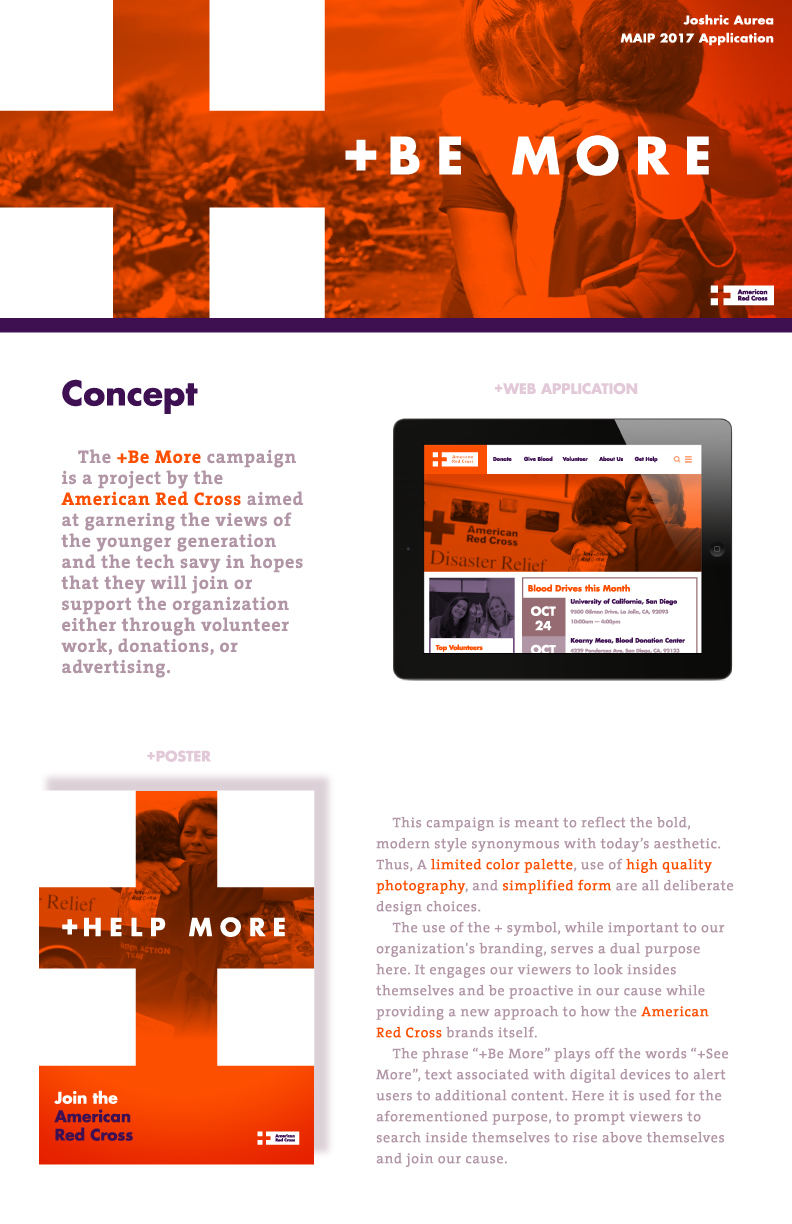 Joshric Aurea
MAIP 2017 Application
+BE MORE
American
Red Cross
Concept
The +Be More campaign
is a project by the
American Red Cross aimed
at garnering the views of
the younger generation
and the tech savy in hopes
that they will join or
support the organization
either through volunteer
work, donations, or
advertising.
+WEB APPLICATION
American
Red Cross
Donate Give Blood Volunteer About Us Get Help
American
Red Cross
Disaster Relief
Blood Drives this Month
OCT
24
University of California, San Diego
9500 Gilman Drive, La Jolla, CA, 92093
10:00am — 4:00pm
Top Volunteers
OCT
Kearny Mesa, Blood Donation Center
4229 Ponderosa Ave, San Diego, CA, 92123
+POSTER
Relief
+HELP MORE
ACTION
TEAM
Join the
American
Red Cross
American
Red Cross
This campaign is meant to reflect the bold,
modern style synonymous with today's aesthetic.
Thus, A limited color palette, use of high quality
photography, and simplified form are all deliberate
design choices.
The use of the + symbol, while important to our
organization's branding, serves a dual purpose
here. It engages our viewers to look insides
themselves and be proactive in our cause while
providing a new approach to how the American
Red Cross brands itself.
The phrase “+Be More” plays off the words “+See
More”, text associated with digital devices to alert
users to additional content. Here it is used for the
aforementioned purpose, to prompt viewers to
search inside themselves to rise above themselves
and join our cause.